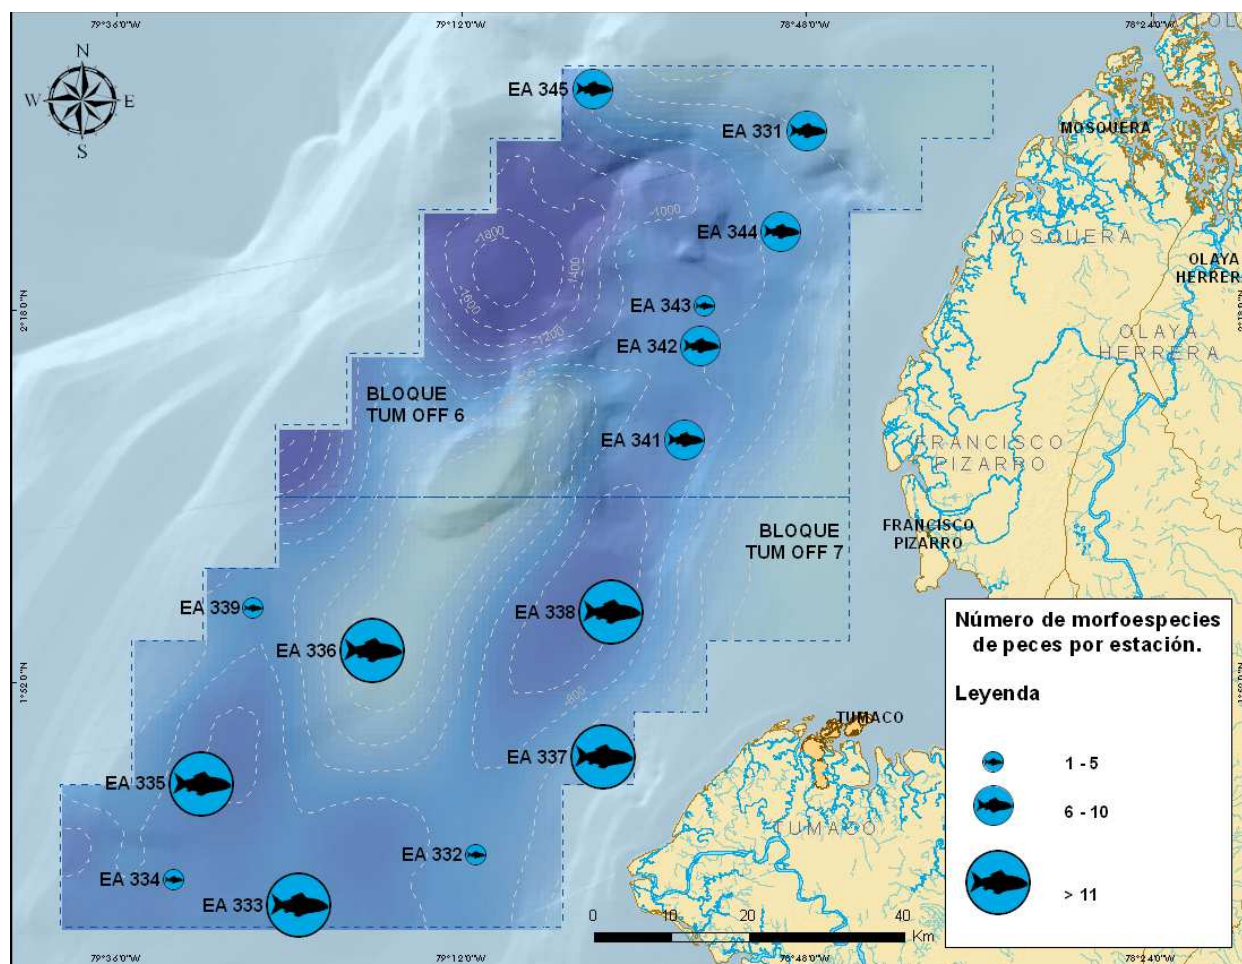 79°36'0"W
79°12'0"W
78°48'0"W
78°24'0"W
N
W
E
S
EA 345
EA 331
MOSQUERA
EA 344
-1000
MOSQUERA
OLAYA
HERRERA
-1800
-1400
-1600
EA 343
2°18'0"N
2°18'0"N
-1200
EA 342
OLAYA
HERRERA
BLOQUE
TUM OFF 6
EA 341
FRANCISCO
PIZARRO
FRANCISCO
PIZARRO
BLOQUE
TUM OFF 7
EA 339
EA 338
EA 336
Número de morfoespecies
de peces por estación.
1°52'0"N
-800
Leyenda
TUMACO
EA 337
1 - 5
EA 335
6 - 10
TUMACO
EA 332
EA 334
EA 333
> 11
0
10
20
40
Km
79°36'0"W
79°12'0"W
78°48'0"W
78°24'0"W